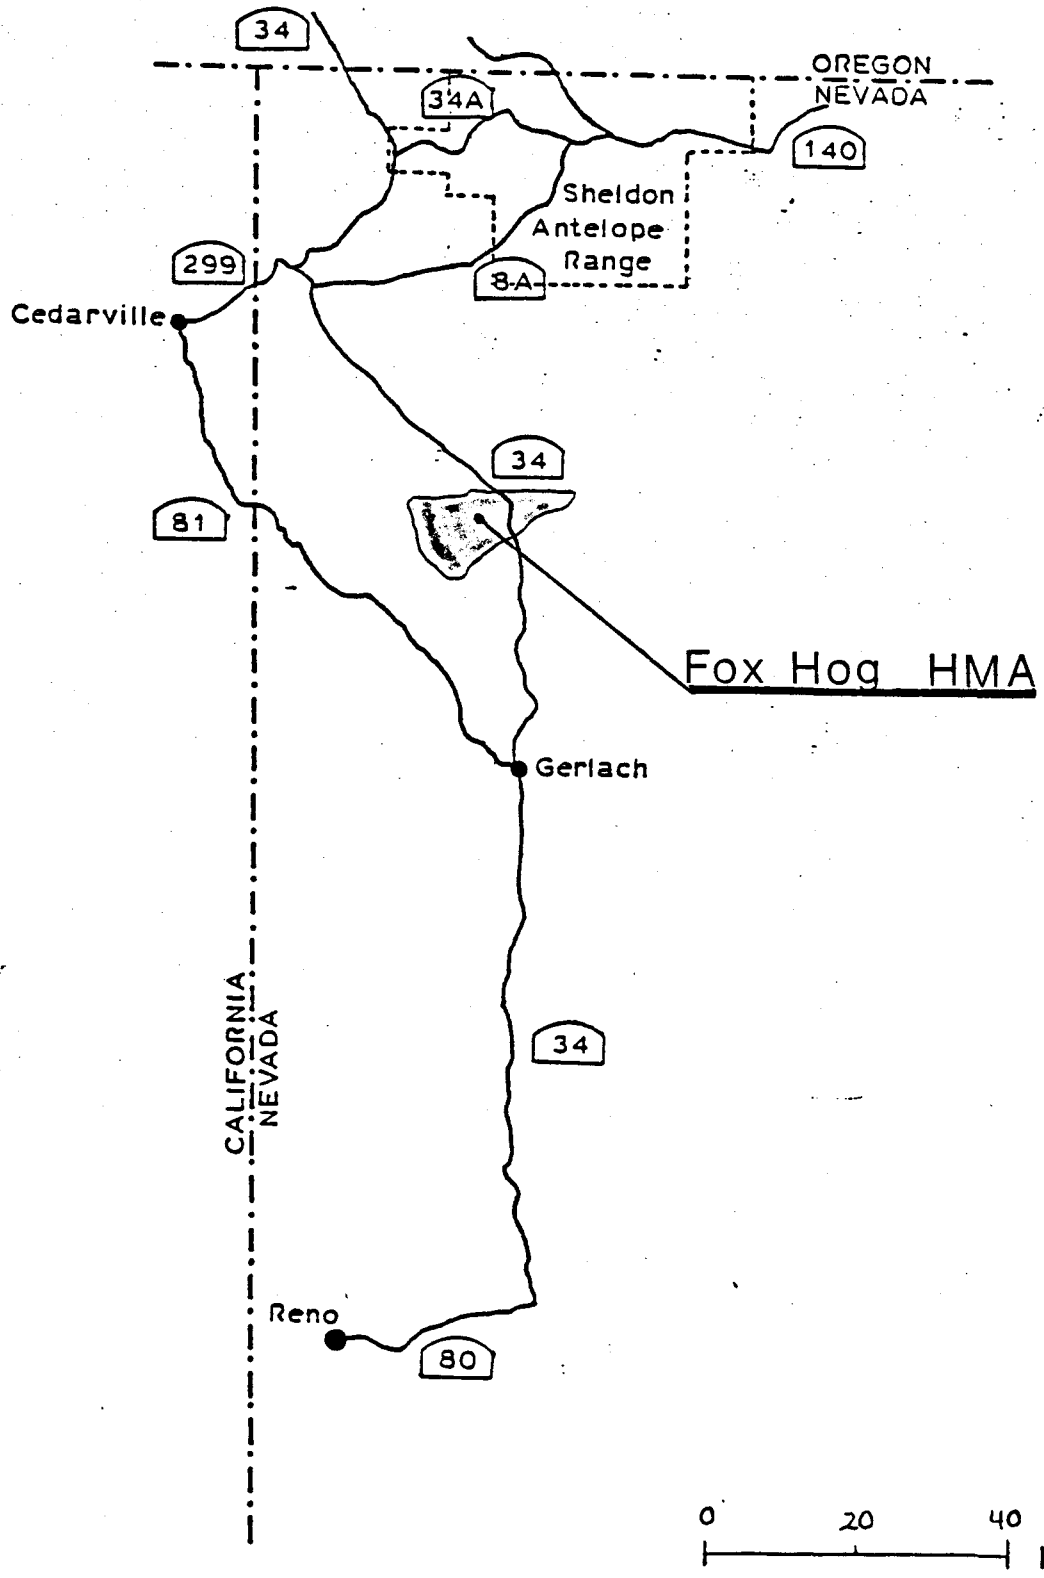 34
OREGON
NEVADA
34A
140
Sheldon
Antelope
Range
299
8-A
Cedarville
34
81
Fox Hog HMA
Gerlach
CALIFORNIA
NEVADA
34
Reno
80
0 20 40